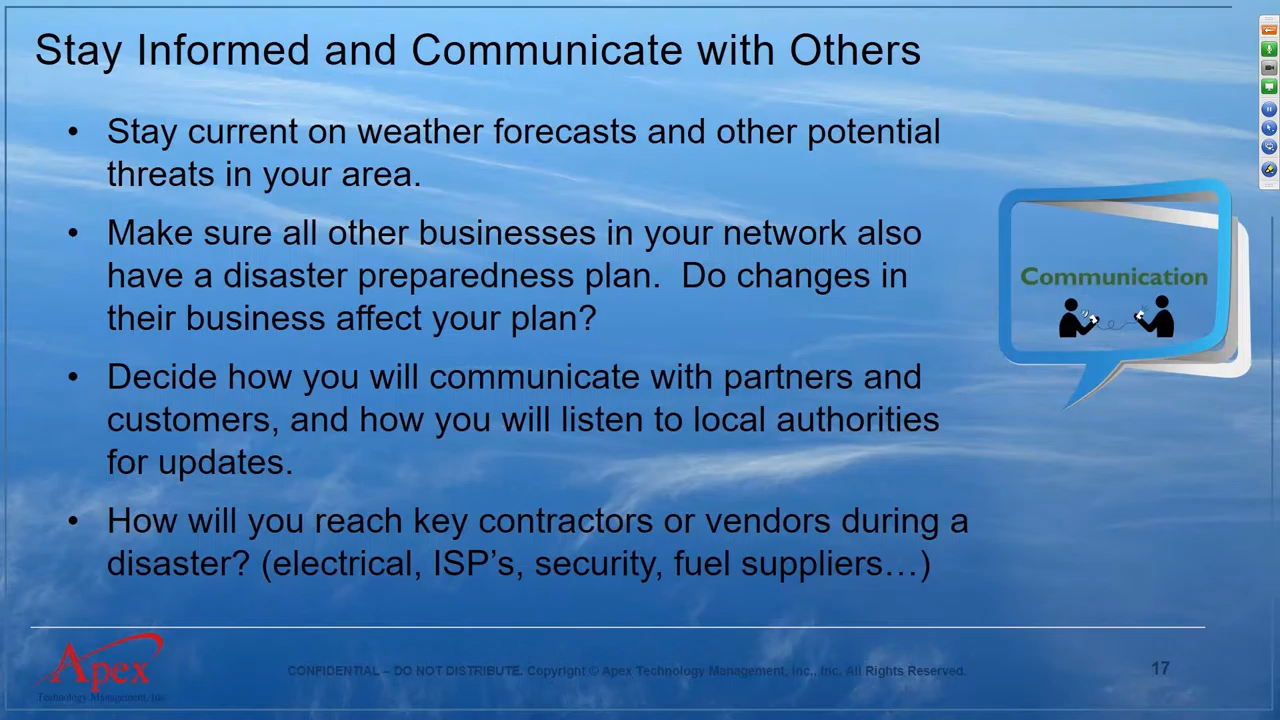 Stay Informed and Communicate with Others
• Stay current on weather forecasts and other potential
threats in your area.
• Make sure all other businesses in your network also
have a disaster preparedness plan.  Do changes in
their business affect your plan?
Communication
• Decide how you will communicate with partners and
customers, and how you will listen to local authorities
for updates.
• How will you reach key contractors or vendors during a
disaster? (electrical, ISP’s, security, fuel suppliers…)
Apex
Technology Management, Inc.
CONFIDENTIAL – DO NOT DISTRIBUTE. Copyright © Apex Technology Management, Inc., Inc. All Rights Reserved.
17